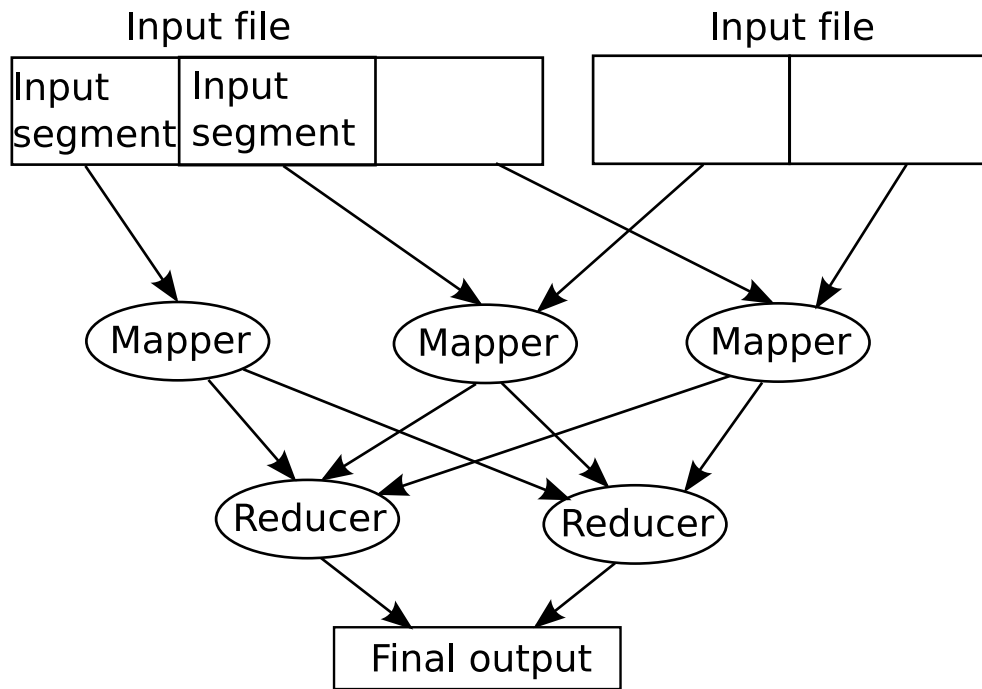 Input file
Input file
Input
segment
Input
segment
Mapper
Mapper
Mapper
Reducer
Reducer
Final output